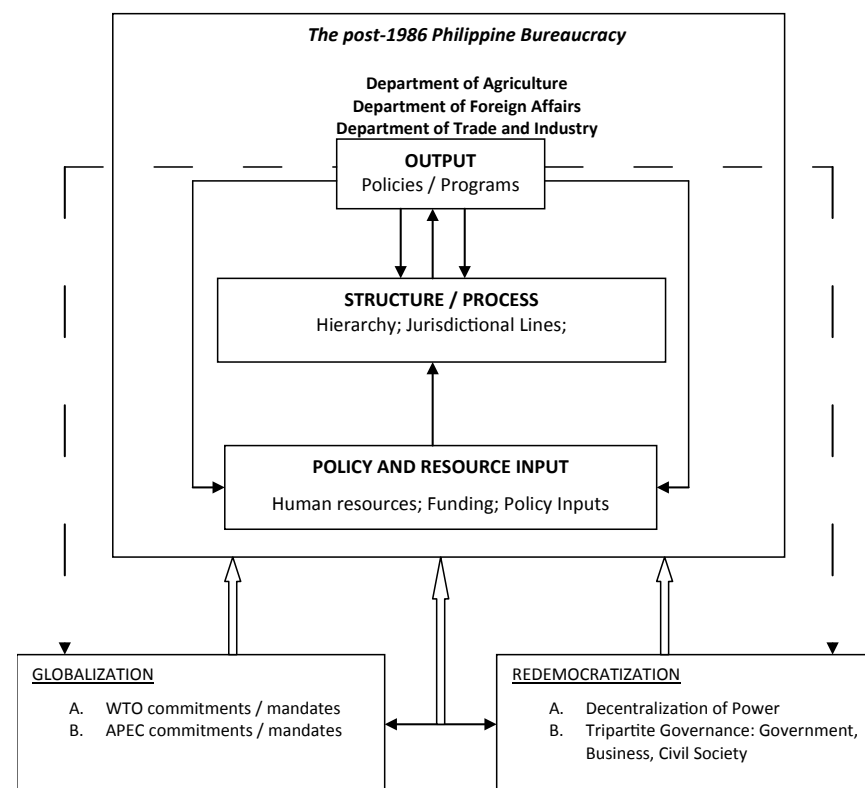 The post-1986 Philippine Bureaucracy
Department of Agriculture
Department of Foreign Affairs
Department of Trade and Industry
OUTPUT
Policies / Programs
STRUCTURE / PROCESS
Hierarchy; Jurisdictional Lines;
POLICY AND RESOURCE INPUT
Human resources; Funding; Policy Inputs
GLOBALIZATION
A. WTO commitments / mandates
B. APEC commitments / mandates
REDEMOCRATIZATION
A. Decentralization of Power
B. Tripartite Governance: Government,
Business, Civil Society